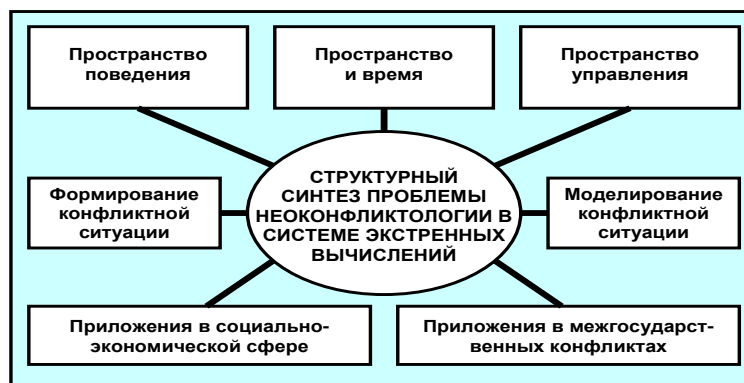 Пространство
поведения
Пространство
и время
Пространство
управления
СТРУКТУРНЫЙ
СИНТЕЗ ПРОБЛЕМЫ
НЕОКОНФЛИКТОЛОГИИ В
СИСТЕМЕ ЭКСТРЕННЫХ
ВЫЧИСЛЕНИЙ
Формирование
конфликтной
ситуации
Моделирование
конфликтной
ситуации
Приложения в социально-
экономической сфере
Приложения в межгосударст-
венных конфликтах